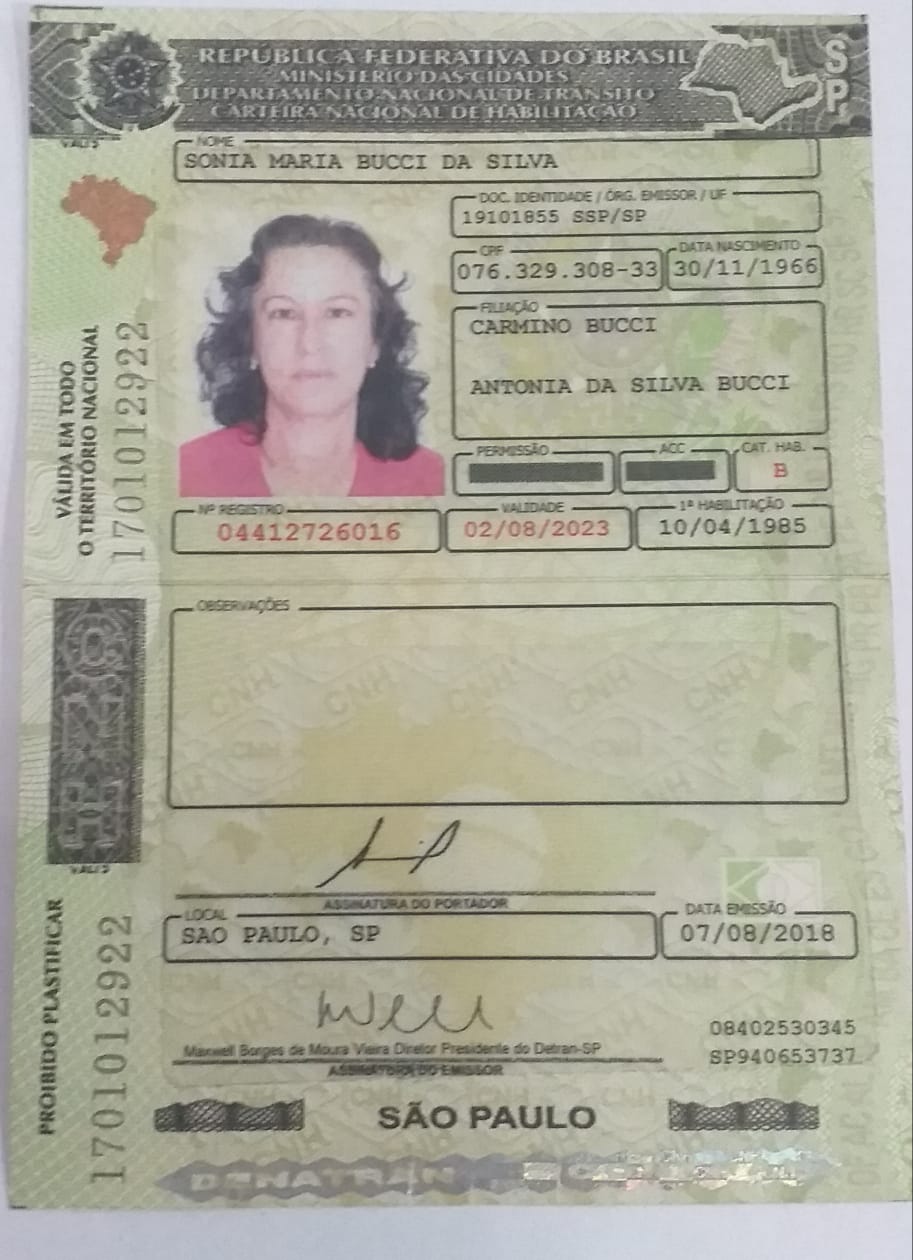 REPÚBLICA FEDERATIVA DO BRASIL
MINISTÉRIO DAS CIDADES
DEPARTAMENTO NACIONAL DE TRÂNSITO
CARTEIRA NACIONAL DE HABILITAÇÃO
SP
NOME
SONIA MARIA BUCCI DA SILVA
DOC. IDENTIDADE / ÓRG. EMISSOR / UF
19101855 SSP/SP
CPF
DATA NASCIMENTO
076.329.308-33
30/11/1966
FILIAÇÃO
CARMINO BUCCI
ANTONIA DA SILVA BUCCI
PERMISSÃO
ACC
CAT. HAB.
B
Nº REGISTRO
VALIDADE
1ª HABILITAÇÃO
04412726016
02/08/2023
10/04/1985
VÁLIDA EM TODO
O TERRITÓRIO NACIONAL
1701012922
OBSERVAÇÕES
ASSINATURA DO PORTADOR
LOCAL
DATA EMISSÃO
SAO PAULO, SP
07/08/2018
Maxwell Borges de Moura Vieira Diretor Presidente do Detran-SP
ASSINATURA DO EMISSOR
08402530345
SP940653737
PROIBIDO PLASTIFICAR
1701012922
SÃO PAULO
DENATRAN